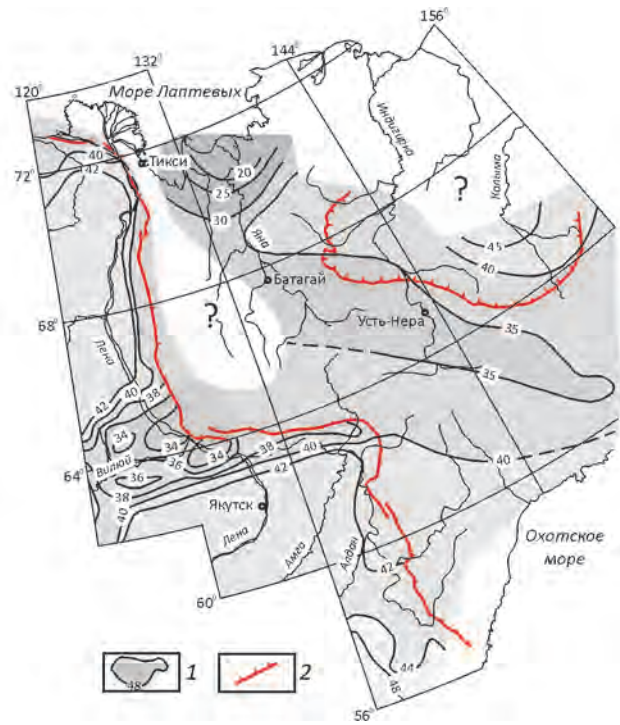 156°
144°
132°
120°
Море Лаптевых
Индигирка
Колыма
Тикси
40
42
72°
20
25
30
?
Яна
45
40
Батагай
?
Усть-Нера
35
68°
Лена
35
42
40
38
34
34
34
38
40
36
Вилюй
36
42
40
64°
38
40
Якутск
Лена
Амга
Алдан
Охотское
море
42
60°
44
48
48
1
2
56°